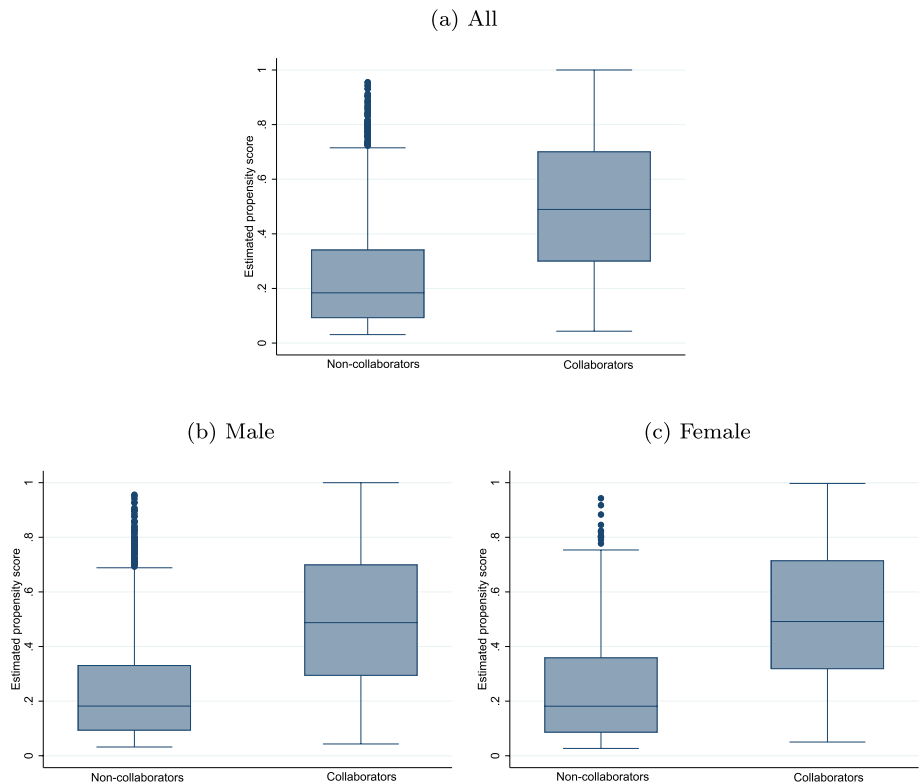 (a) All
Estimated propensity score
1
.8
.6
.4
.2
0
Non-collaborators
Collaborators
(b) Male
Estimated propensity score
1
.8
.6
.4
.2
0
Non-collaborators
Collaborators
(c) Female
Estimated propensity score
1
.8
.6
.4
.2
0
Non-collaborators
Collaborators